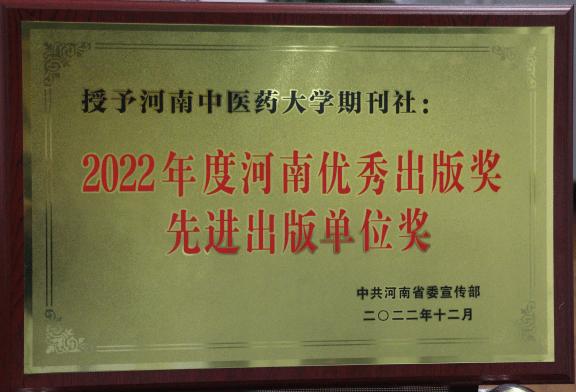 授予河南中医药大学期刊社：
2022年度河南优秀出版奖
先进出版单位奖
中共河南省委宣传部
二〇二二年十二月